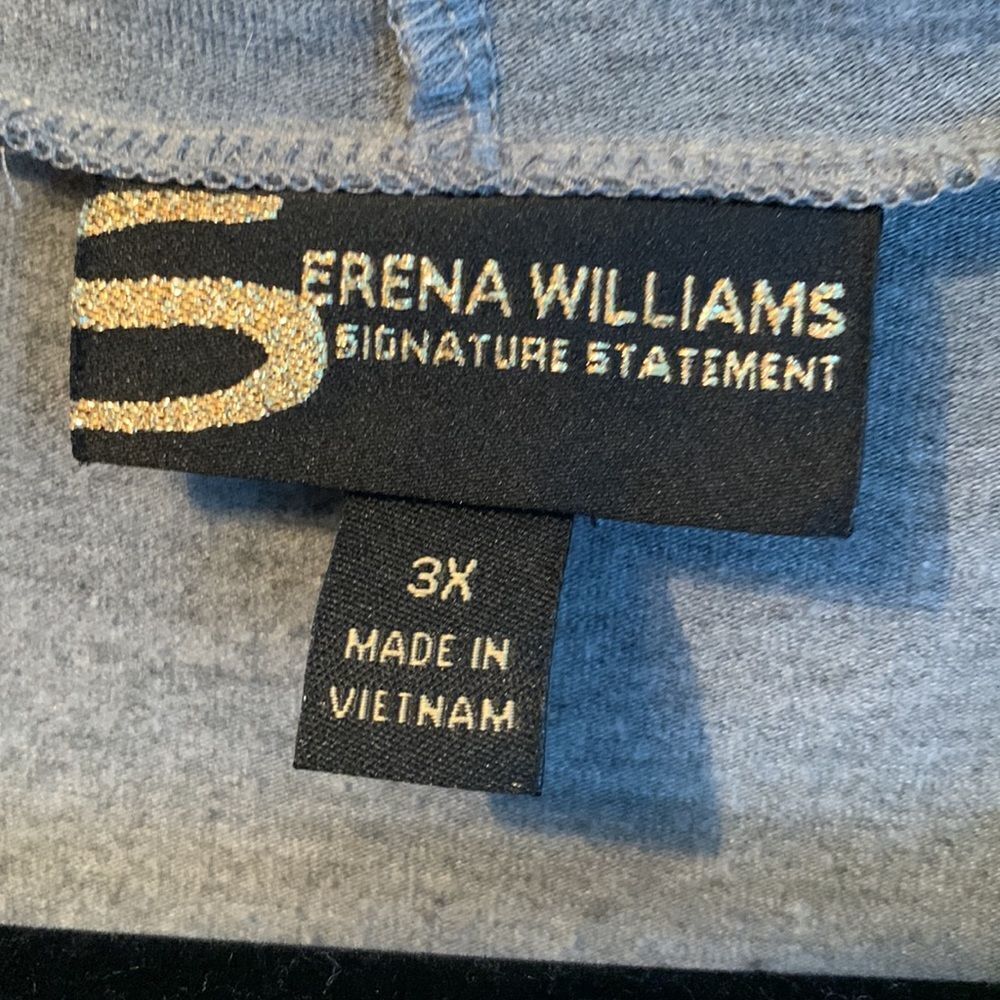 SERENA WILLIAMS
SIGNATURE STATEMENT
3X
MADE IN
VIETNAM